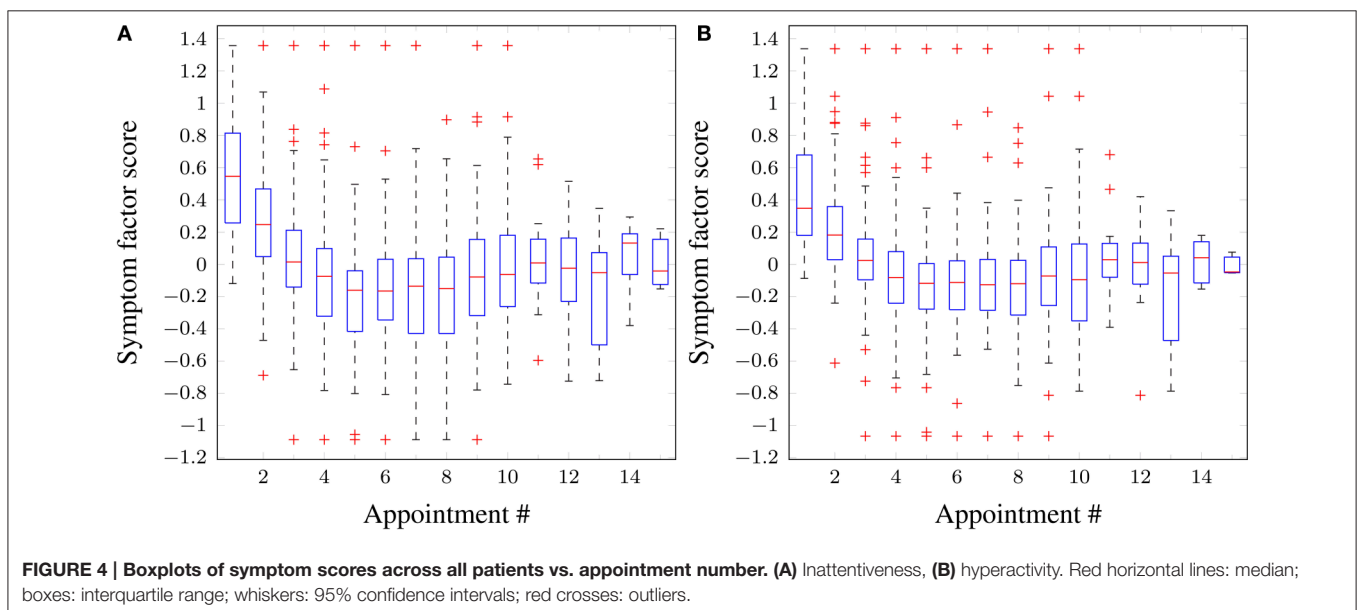 A
1.4
1.2
1
0.8
0.6
0.4
0.2
0
−0.2
−0.4
−0.6
−0.8
−1
−1.2
Symptom factor score
2 4 6 8 10 12 14
Appointment #
B
1.4
1.2
1
0.8
0.6
0.4
0.2
0
−0.2
−0.4
−0.6
−0.8
−1
−1.2
Symptom factor score
2 4 6 8 10 12 14
Appointment #
FIGURE 4 | Boxplots of symptom scores across all patients vs. appointment number. (A) Inattentiveness, (B) hyperactivity. Red horizontal lines: median;
boxes: interquartile range; whiskers: 95% confidence intervals; red crosses: outliers.